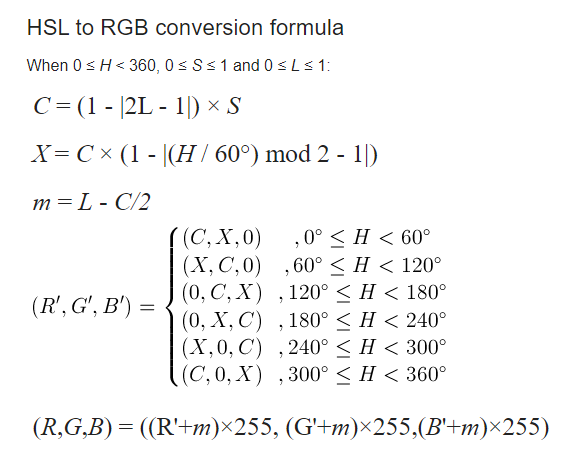 HSL to RGB conversion formula
When 0 ≤ H < 360, 0 ≤ S ≤ 1 and 0 ≤ L ≤ 1:
C = (1 - |2L - 1|) × S
X = C × (1 - |(H / 60°) mod 2 - 1|)
m = L - C/2
(R', G', B') =
(C, X, 0) , 0° ≤ H < 60°
(X, C, 0) , 60° ≤ H < 120°
(0, C, X) , 120° ≤ H < 180°
(0, X, C) , 180° ≤ H < 240°
(X, 0, C) , 240° ≤ H < 300°
(C, 0, X) , 300° ≤ H < 360°
(R,G,B) = ((R'+m)×255, (G'+m)×255,(B'+m)×255)